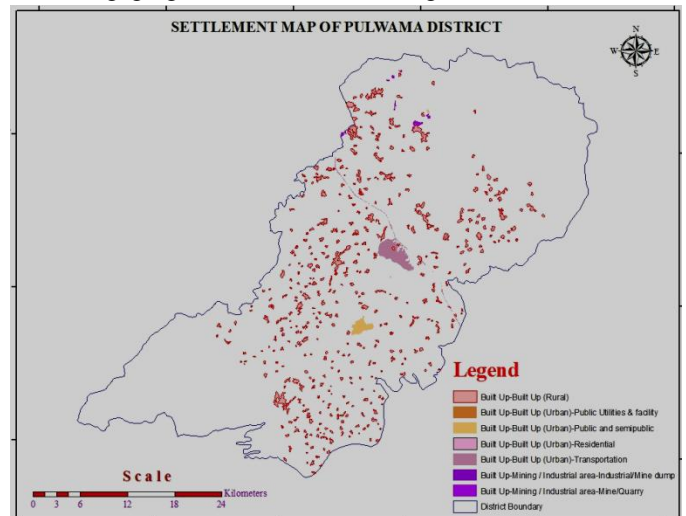 SETTLEMENT MAP OF PULWAMA DISTRICT
N
W E
S
Legend
Built Up-Built Up (Rural)
Built Up-Built Up (Urban)-Public Utilities & facility
Built Up-Built Up (Urban)-Public and semipublic
Built Up-Built Up (Urban)-Residential
Built Up-Built Up (Urban)-Transportation
Built Up-Mining / Industrial area-Industrial/Mine dump
Built Up-Mining / Industrial area-Mine/Quarry
District Boundary
Scale
Kilometers
0 3 6 12 18 24